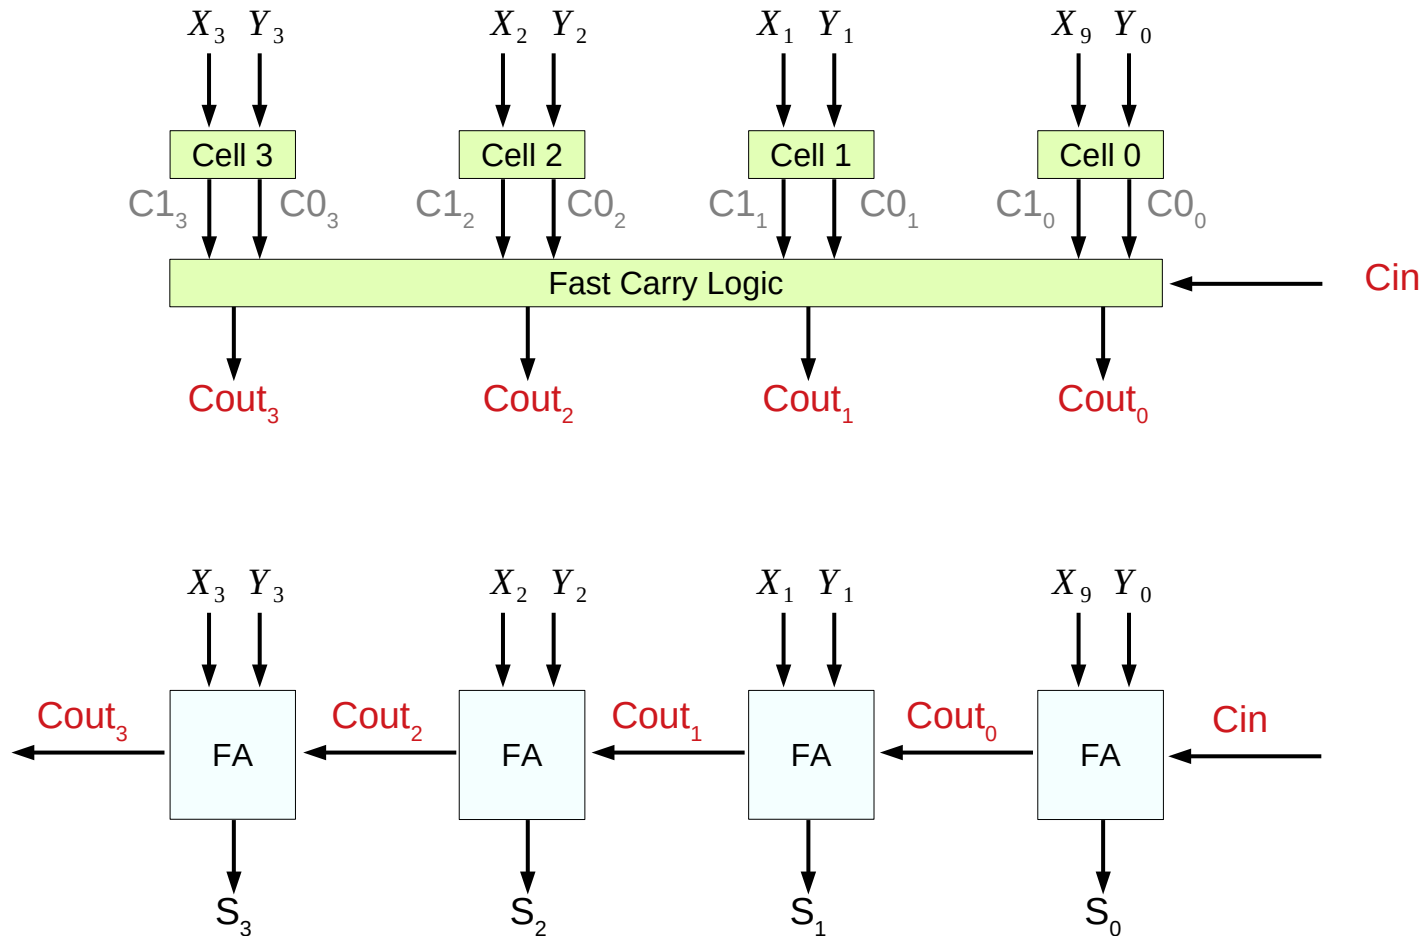 X3 Y3 X2 Y2 X1 Y1 X9 Y0
Cell 3 Cell 2 Cell 1 Cell 0
C13 C03 C12 C02 C11 C01 C10 C00
Fast Carry Logic Cin
Cout3 Cout2 Cout1 Cout0
X3 Y3 X2 Y2 X1 Y1 X9 Y0
Cout3 Cout2 Cout1 Cout0 Cin
FA FA FA FA
S3 S2 S1 S0